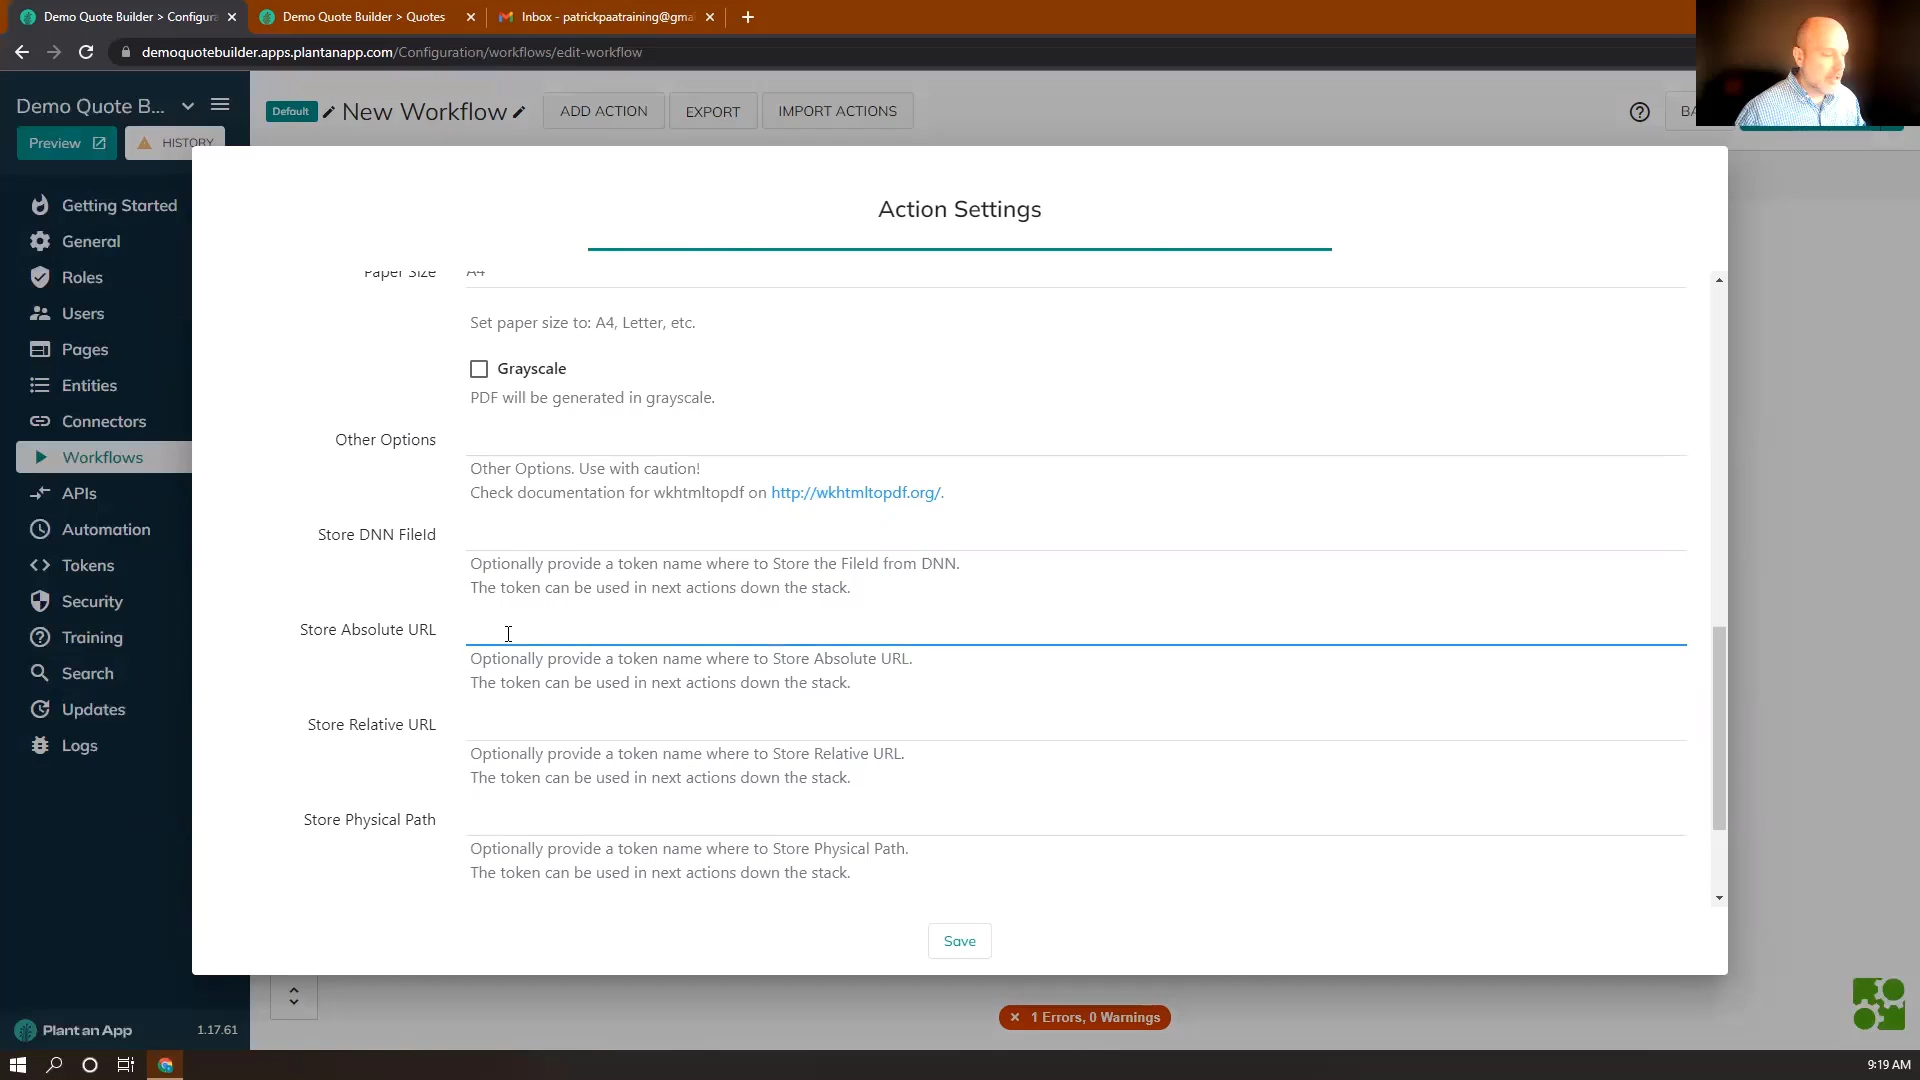 Demo Quote Builder > Configura
Demo Quote Builder > Quotes
Inbox - patrickpaatraining@gma
demoquotebuilder.apps.plantanapp.com/Configuration/workflows/edit-workflow
Demo Quote B...
Preview
HISTORY
Default
New Workflow
ADD ACTION
EXPORT
IMPORT ACTIONS
BA
Getting Started
General
Roles
Users
Pages
Entities
Connectors
Workflows
APIs
Automation
Tokens
Security
Training
Search
Updates
Logs
Plant an App
1.17.61
Action Settings
Paper Size
A4
Set paper size to: A4, Letter, etc.
Grayscale
PDF will be generated in grayscale.
Other Options
Other Options. Use with caution!
Check documentation for wkhtmltopdf on http://wkhtmltopdf.org/.
Store DNN FileId
Optionally provide a token name where to Store the FileId from DNN.
The token can be used in next actions down the stack.
Store Absolute URL
Optionally provide a token name where to Store Absolute URL.
The token can be used in next actions down the stack.
Store Relative URL
Optionally provide a token name where to Store Relative URL.
The token can be used in next actions down the stack.
Store Physical Path
Optionally provide a token name where to Store Physical Path.
The token can be used in next actions down the stack.
Save
1 Errors, 0 Warnings
9:19 AM